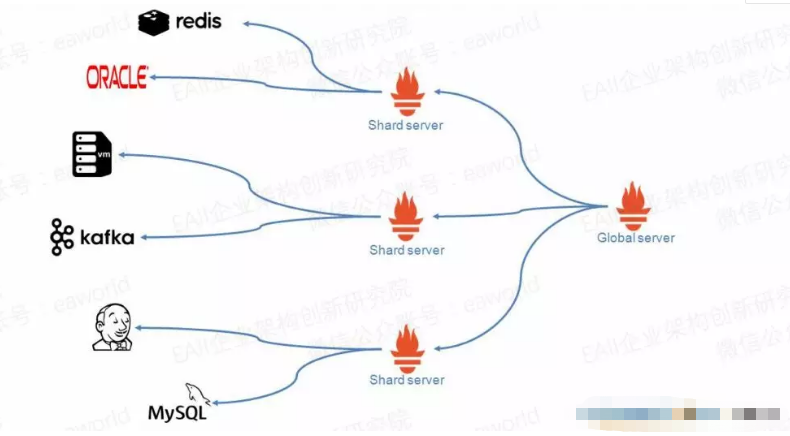 redis
ORACLE
Shard server
vm
kafka
Shard server
Global server
Shard server
MySQL
EAII企业架构创新研究院
微信公众账号：eaworld